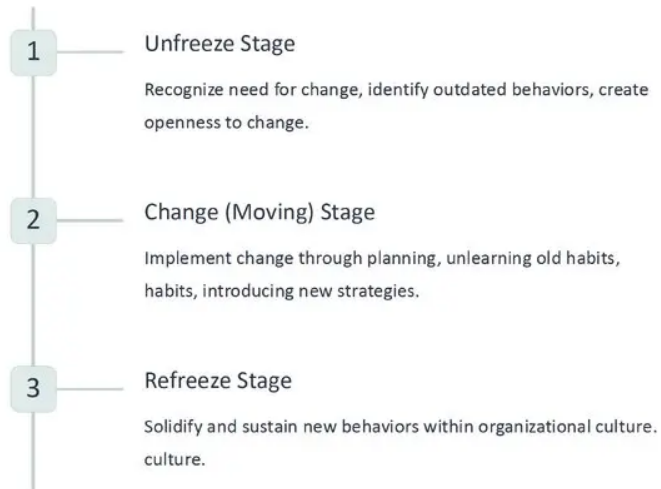 1
Unfreeze Stage
Recognize need for change, identify outdated behaviors, create
openness to change.
2
Change (Moving) Stage
Implement change through planning, unlearning old habits,
habits, introducing new strategies.
3
Refreeze Stage
Solidify and sustain new behaviors within organizational culture.
culture.